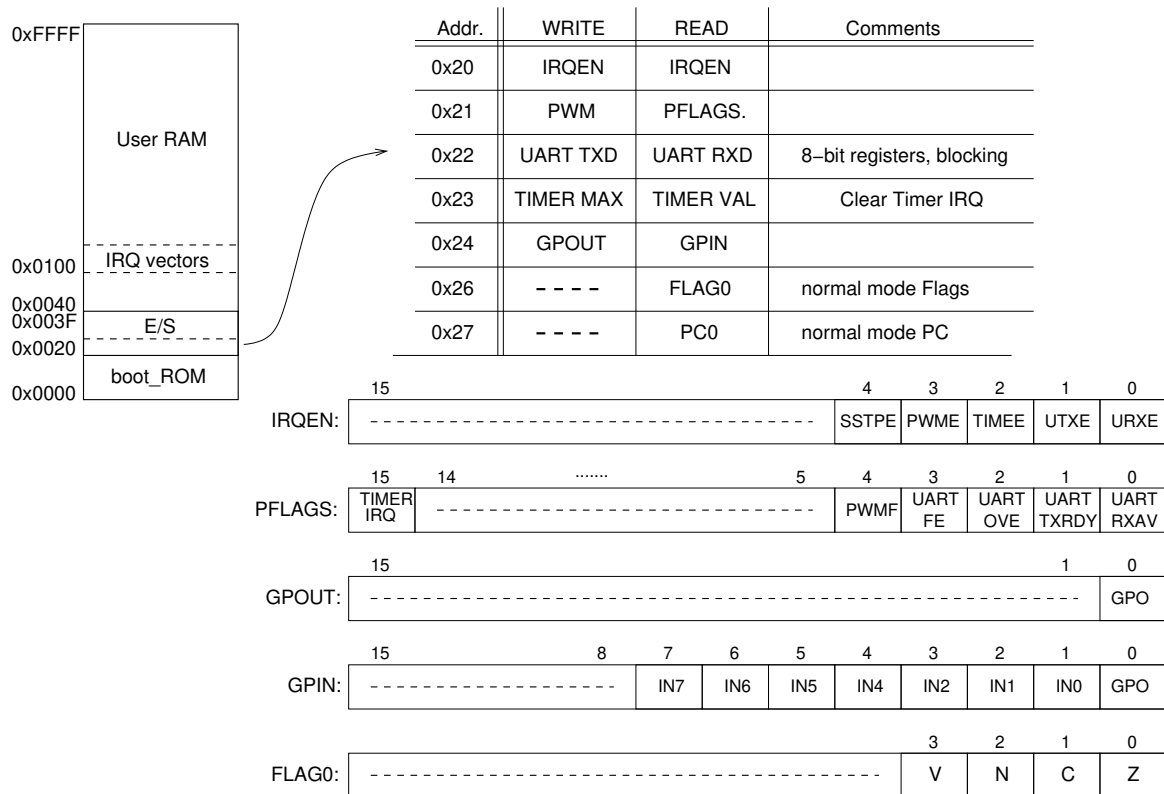 0xFFFF
User RAM
IRQ vectors
0x0100
0x0040
0x003F
E/S
0x0020
boot_ROM
0x0000
Addr. WRITE READ Comments
0x20 IRQEN IRQEN
0x21 PWM PFLAGS.
0x22 UART TXD UART RXD 8−bit registers, blocking
0x23 TIMER MAX TIMER VAL Clear Timer IRQ
0x24 GPOUT GPIN
0x26 − − − − FLAG0 normal mode Flags
0x27 − − − − PC0 normal mode PC
15 4 3 2 1 0
IRQEN: SSTPE PWME TIMEE UTXE URXE
15 14 ....... 5 4 3 2 1 0
PFLAGS: TIMER IRQ PWMF UART FE UART OVE UART TXRDY UART RXAV
15 1 0
GPOUT: GPO
15 8 7 6 5 4 3 2 1 0
GPIN: IN7 IN6 IN5 IN4 IN2 IN1 IN0 GPO
3 2 1 0
FLAG0: V N C Z